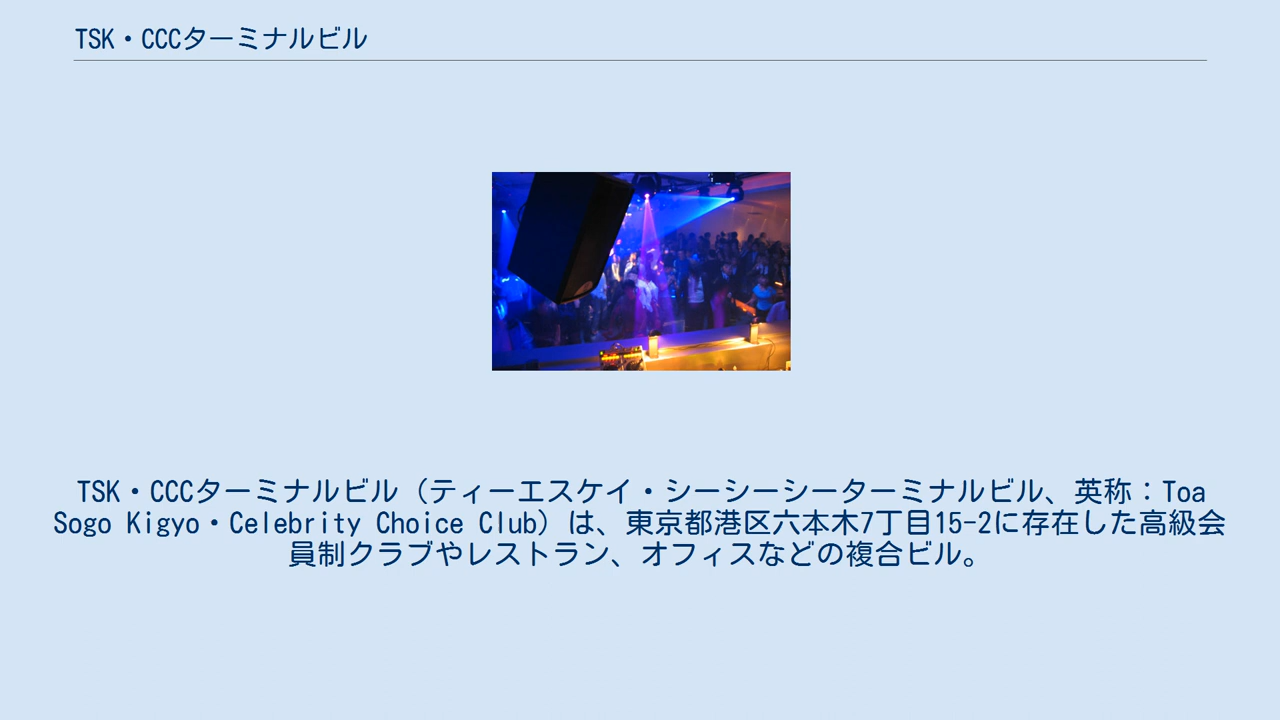 TSK・CCCターミナルビル
TSK・CCCターミナルビル（ティーエスケイ・シーシーシーターミナルビル、英称：Toa
Sogo Kigyo・Celebrity Choice Club）は、東京都港区六本木7丁目15-2に存在した高級会
員制クラブやレストラン、オフィスなどの複合ビル。